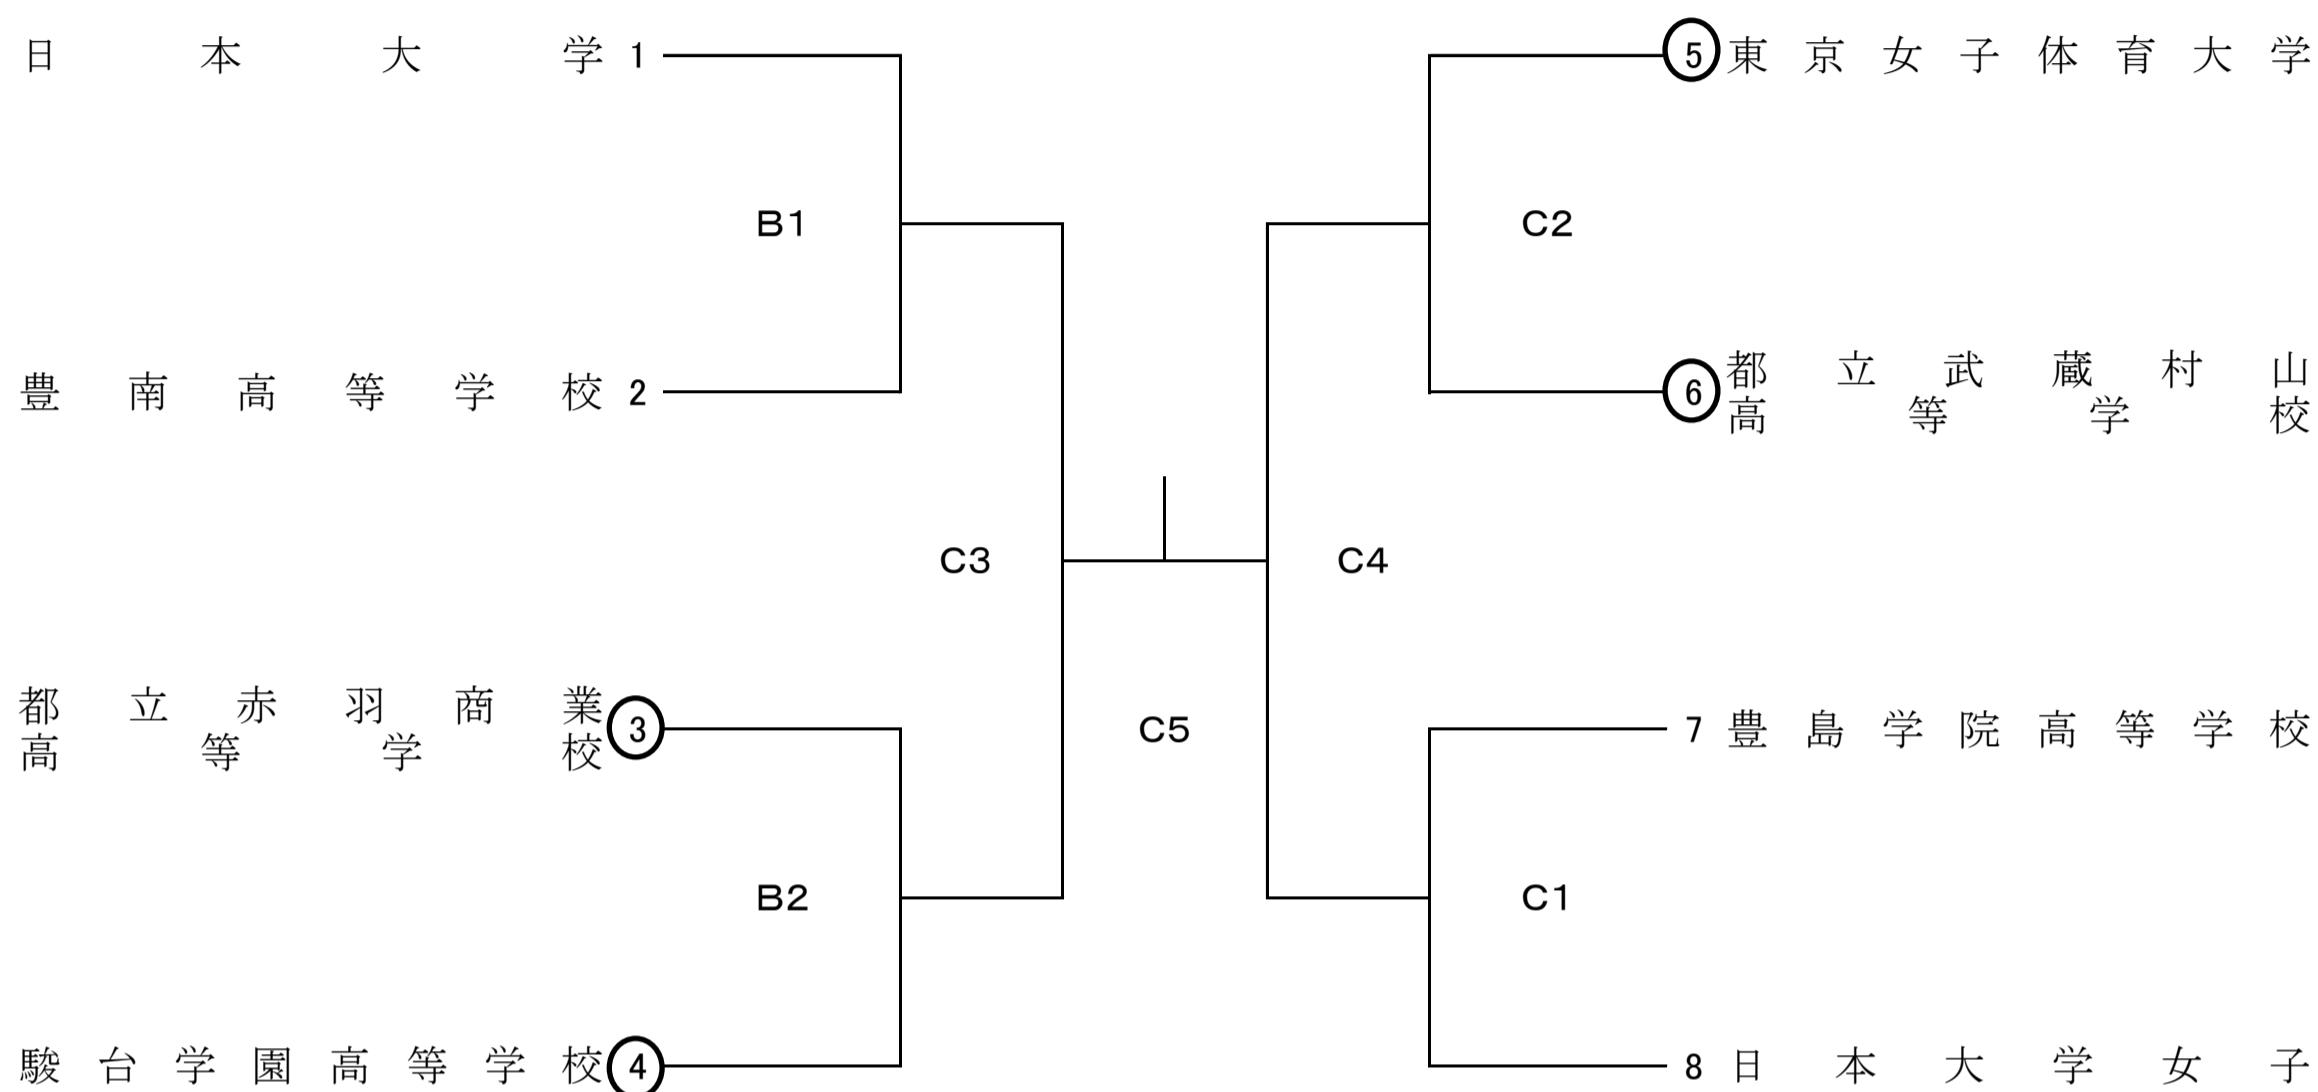 日本大学 1
豊南高等学校 2
都立赤羽商業
高等学校 3
駿台学園高等学校 4
B1
B2
C3
C5
C4
C2
C1
5 東京女子体育大学
6 都立武蔵村山
高等学校
7 豊島学院高等学校
8 日本大学女子